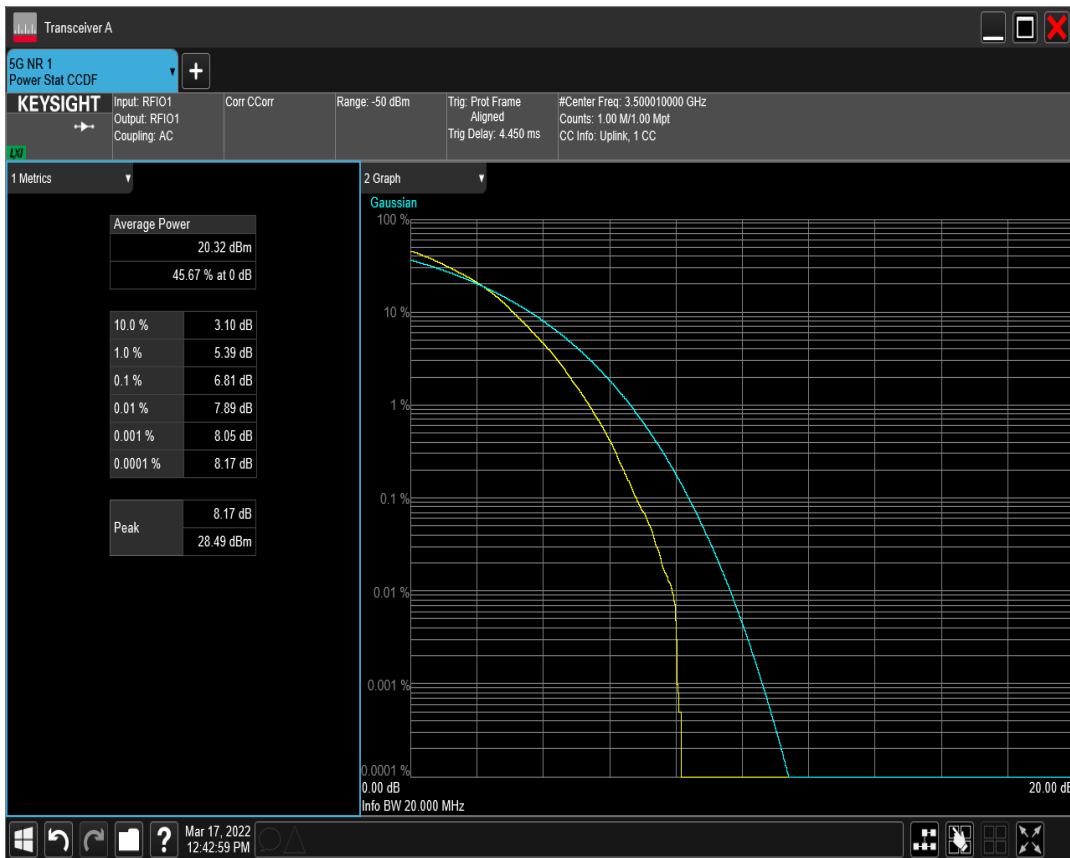 Transceiver A
5G NR 1
Power Stat CCDF
KEYSIGHT
LXI
Input: RFIO1
Output: RFIO1
Coupling: AC
Corr CCorr
Range: -50 dBm
Trig: Prot Frame
Aligned
Trig Delay: 4.450 ms
#Center Freq: 3.500010000 GHz
Counts: 1.00 M/1.00 Mpt
CC Info: Uplink, 1 CC
1 Metrics
Average Power
20.32 dBm
45.67 % at 0 dB
10.0 % 3.10 dB
1.0 % 5.39 dB
0.1 % 6.81 dB
0.01 % 7.89 dB
0.001 % 8.05 dB
0.0001 % 8.17 dB
Peak
8.17 dB
28.49 dBm
2 Graph
Gaussian
100 %
10 %
1 %
0.1 %
0.01 %
0.001 %
0.0001 %
0.00 dB 20.00 dB
Info BW 20.000 MHz
Mar 17, 2022
12:42:59 PM